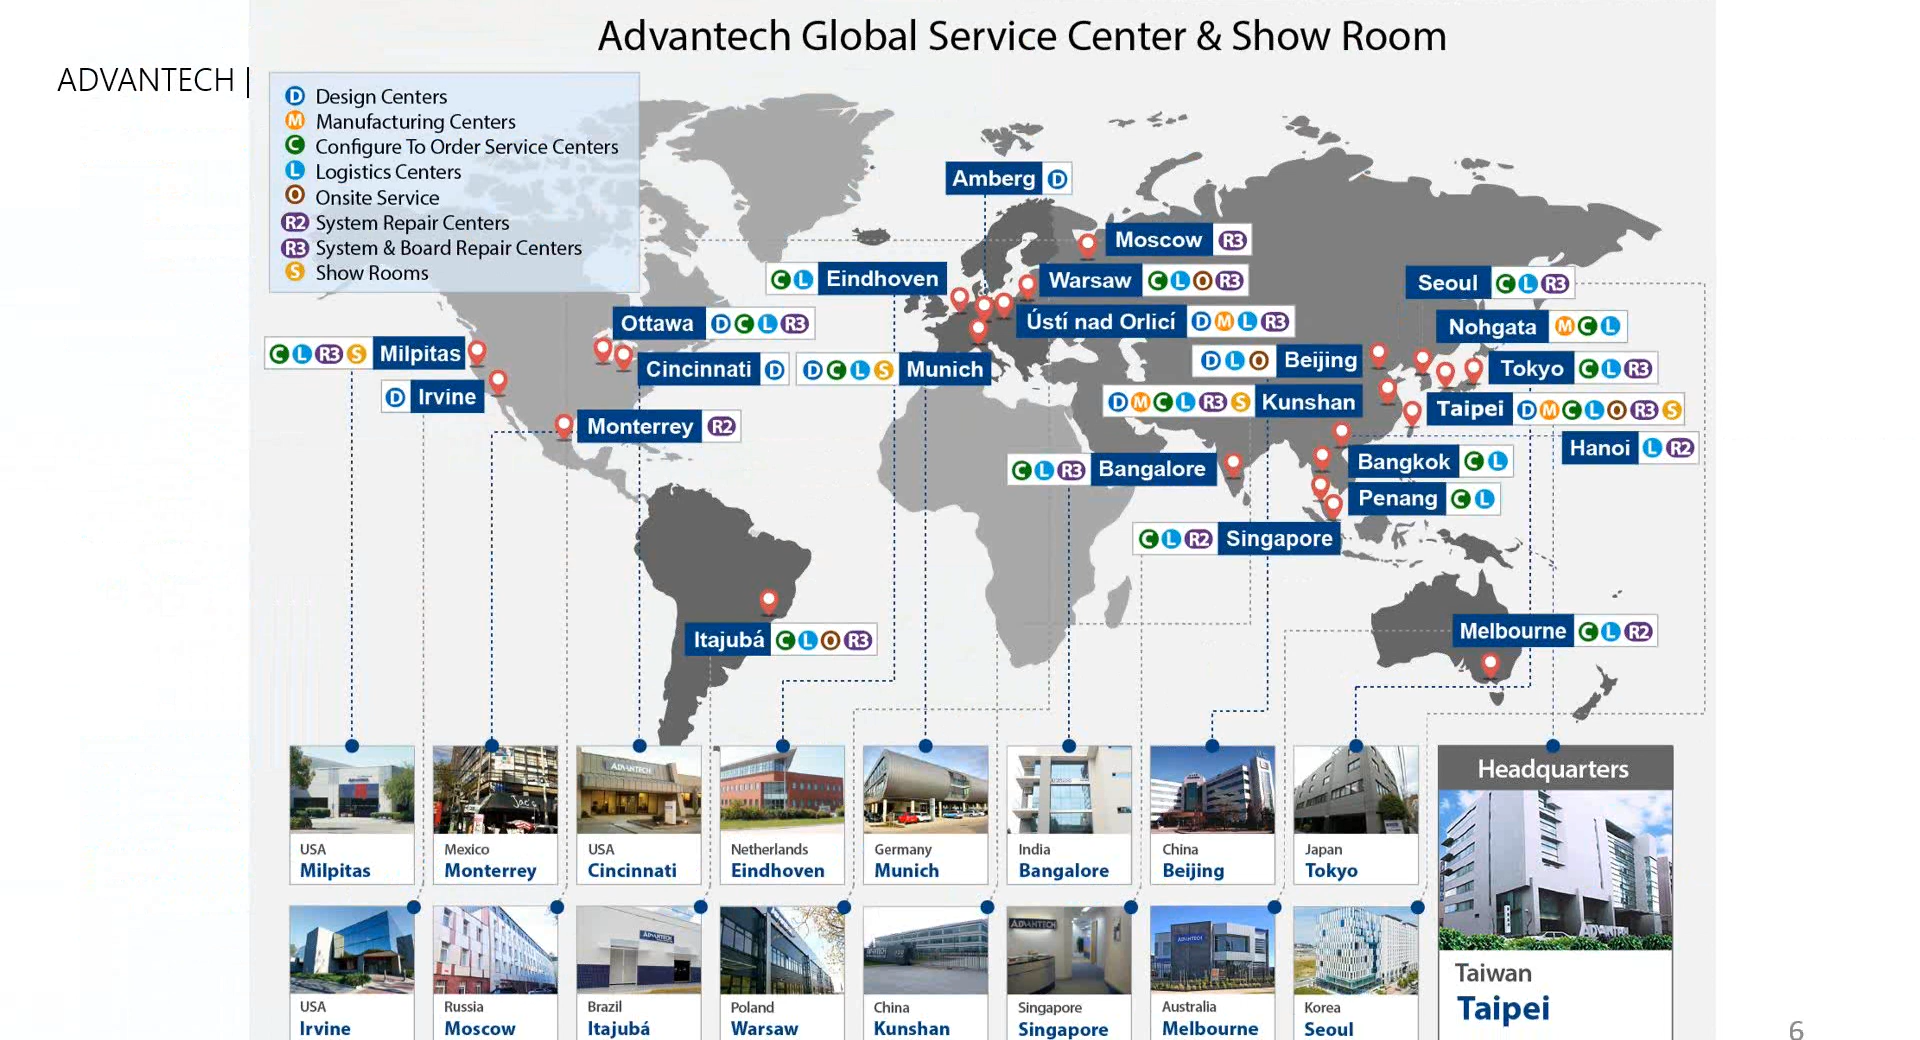 Advantech Global Service Center & Show Room
ADVANTECH |
D Design Centers
M Manufacturing Centers
C Configure To Order Service Centers
L Logistics Centers
O Onsite Service
R2 System Repair Centers
R3 System & Board Repair Centers
S Show Rooms
Amberg D
Moscow R3
C L Eindhoven
Warsaw C L O R3
Seoul C L R3
Ottawa D C L R3
Ústí nad Orlicí D M L R3
Nohgata M C L
C L R3 S Milpitas
Cincinnati D
D C L S Munich
D L O Beijing
Tokyo C L R3
D Irvine
D M C L R3 S Kunshan
Taipei D M C L O R3 S
Monterrey R2
Hanoi L R2
C L R3 Bangalore
Bangkok C L
Penang C L
C L R2 Singapore
Itajubá C L O R3
Melbourne C L R2
Headquarters
ADVANTECH
USA
Milpitas
Mexico
Monterrey
USA
Cincinnati
Netherlands
Eindhoven
Germany
Munich
India
Bangalore
China
Beijing
Japan
Tokyo
ADVANTECH
ADVANTECH
ADVANTECH
ADVANTECH
Taiwan
Taipei
USA
Irvine
Russia
Moscow
Brazil
Itajubá
Poland
Warsaw
China
Kunshan
Singapore
Singapore
Australia
Melbourne
Korea
Seoul
6